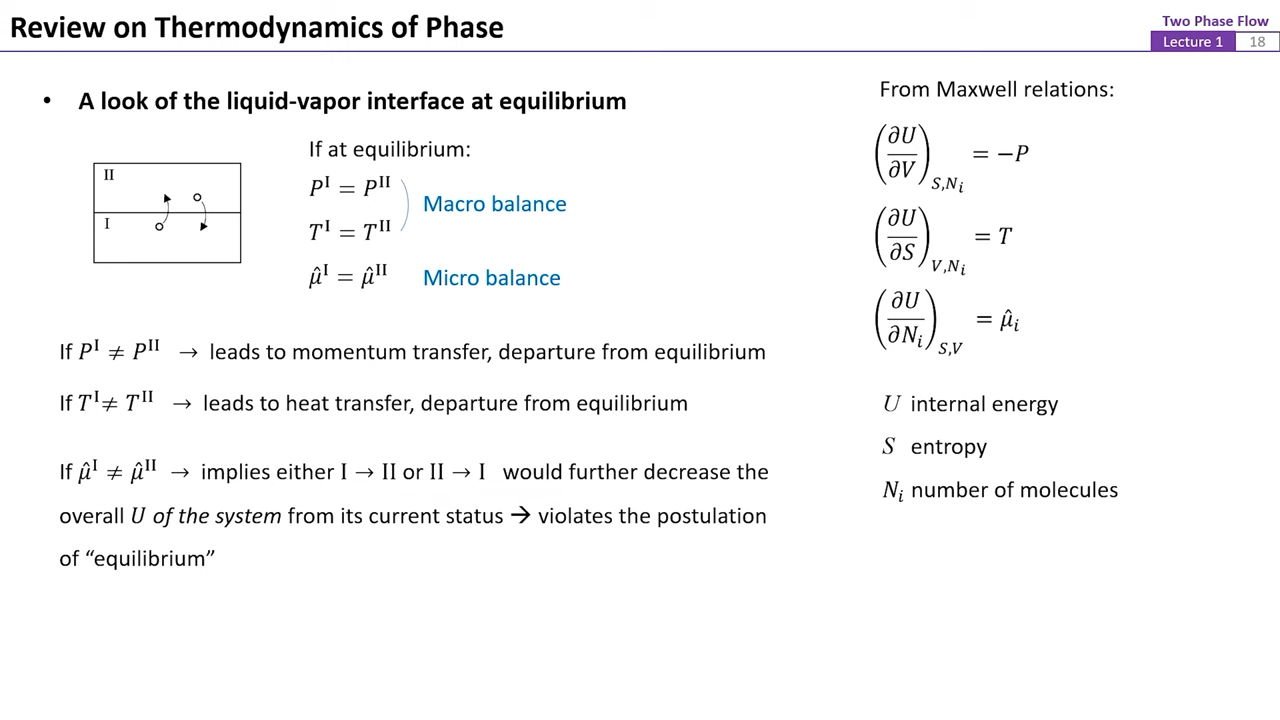 Review on Thermodynamics of Phase
Two Phase Flow
Lecture 1 18
• A look of the liquid-vapor interface at equilibrium
II
I
If at equilibrium:
P^I = P^II
T^I = T^II
Macro balance
μ̂^I = μ̂^II Micro balance
If P^I ≠ P^II → leads to momentum transfer, departure from equilibrium
If T^I ≠ T^II → leads to heat transfer, departure from equilibrium
If μ̂^I ≠ μ̂^II → implies either I → II or II → I would further decrease the
overall U of the system from its current status → violates the postulation
of “equilibrium”
From Maxwell relations:
(∂U/∂V)_S,N_i = −P
(∂U/∂S)_V,N_i = T
(∂U/∂N_i)_S,V = μ̂_i
U internal energy
S entropy
N_i number of molecules